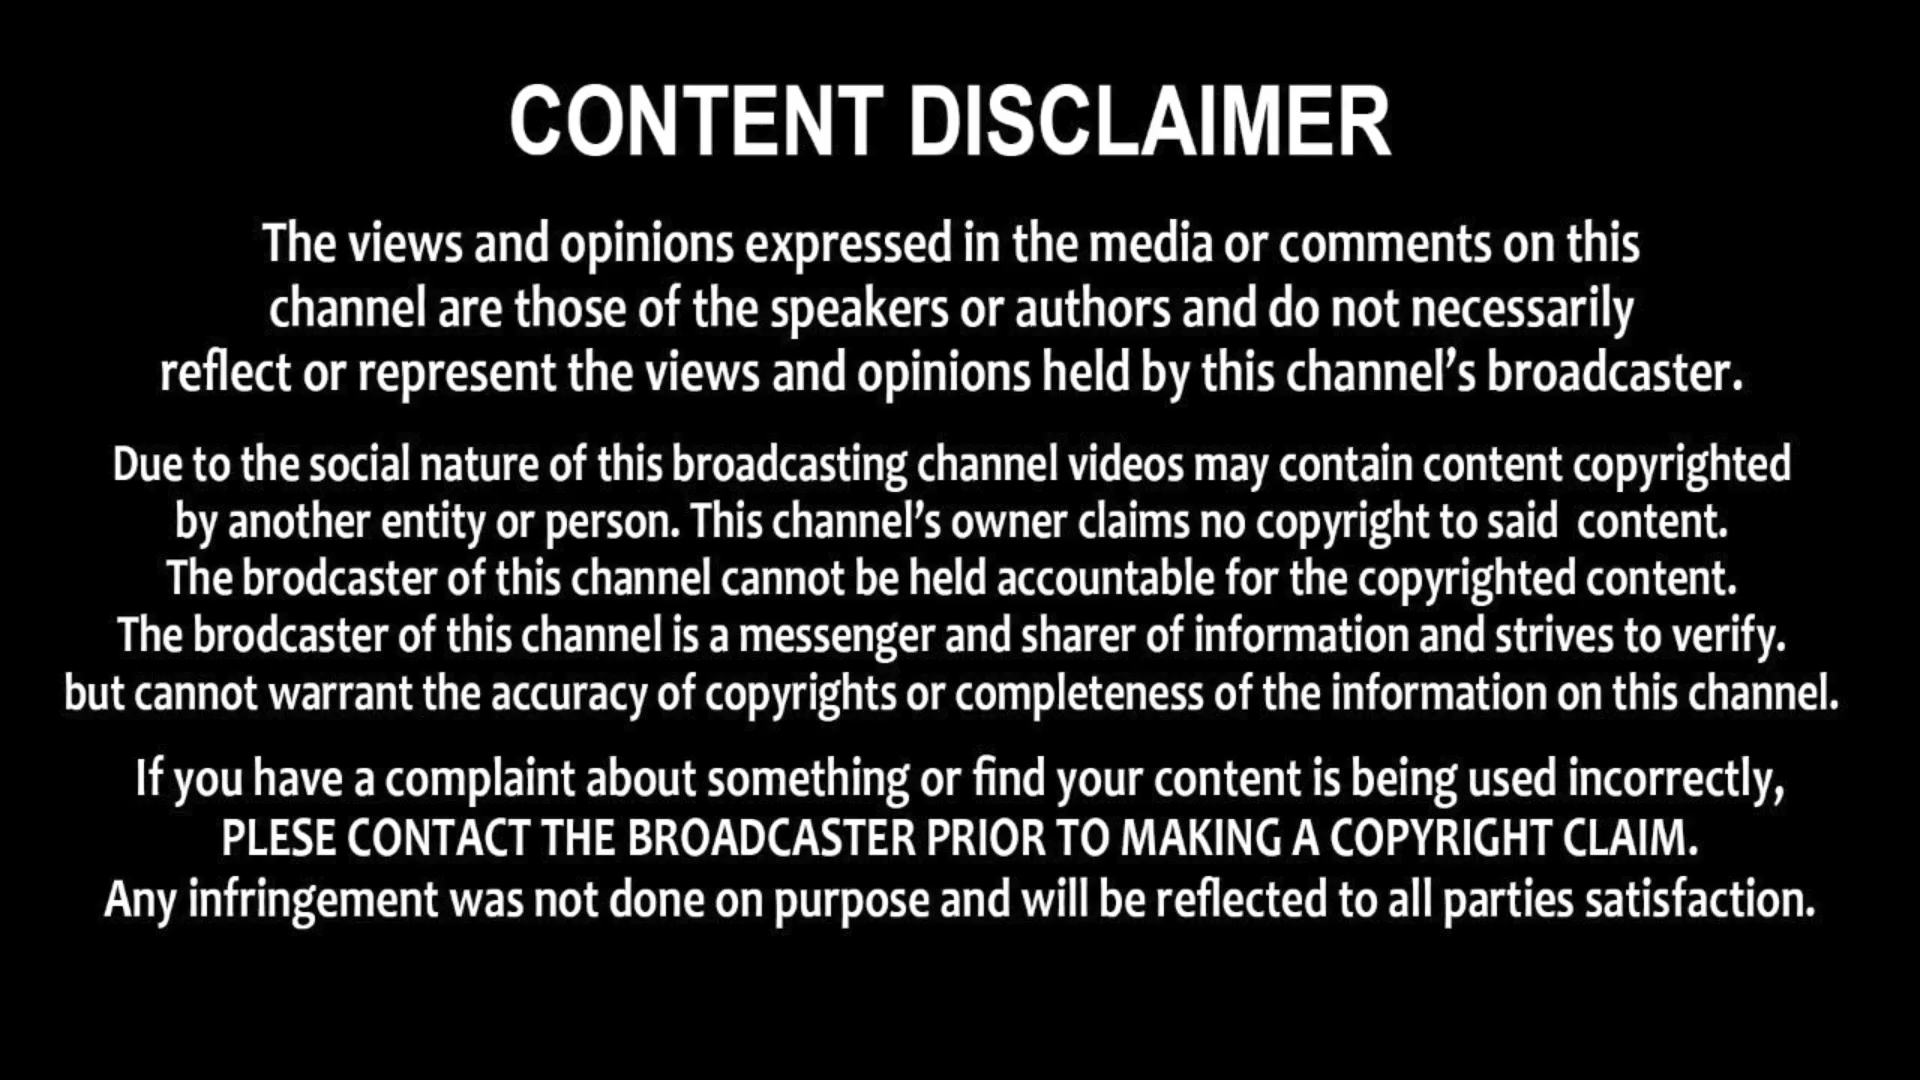 CONTENT DISCLAIMER
The views and opinions expressed in the media or comments on this
channel are those of the speakers or authors and do not necessarily
reflect or represent the views and opinions held by this channel’s broadcaster.
Due to the social nature of this broadcasting channel videos may contain content copyrighted
by another entity or person. This channel’s owner claims no copyright to said content.
The brodcaster of this channel cannot be held accountable for the copyrighted content.
The brodcaster of this channel is a messenger and sharer of information and strives to verify.
but cannot warrant the accuracy of copyrights or completeness of the information on this channel.
If you have a complaint about something or find your content is being used incorrectly,
PLESE CONTACT THE BROADCASTER PRIOR TO MAKING A COPYRIGHT CLAIM.
Any infringement was not done on purpose and will be reflected to all parties satisfaction.